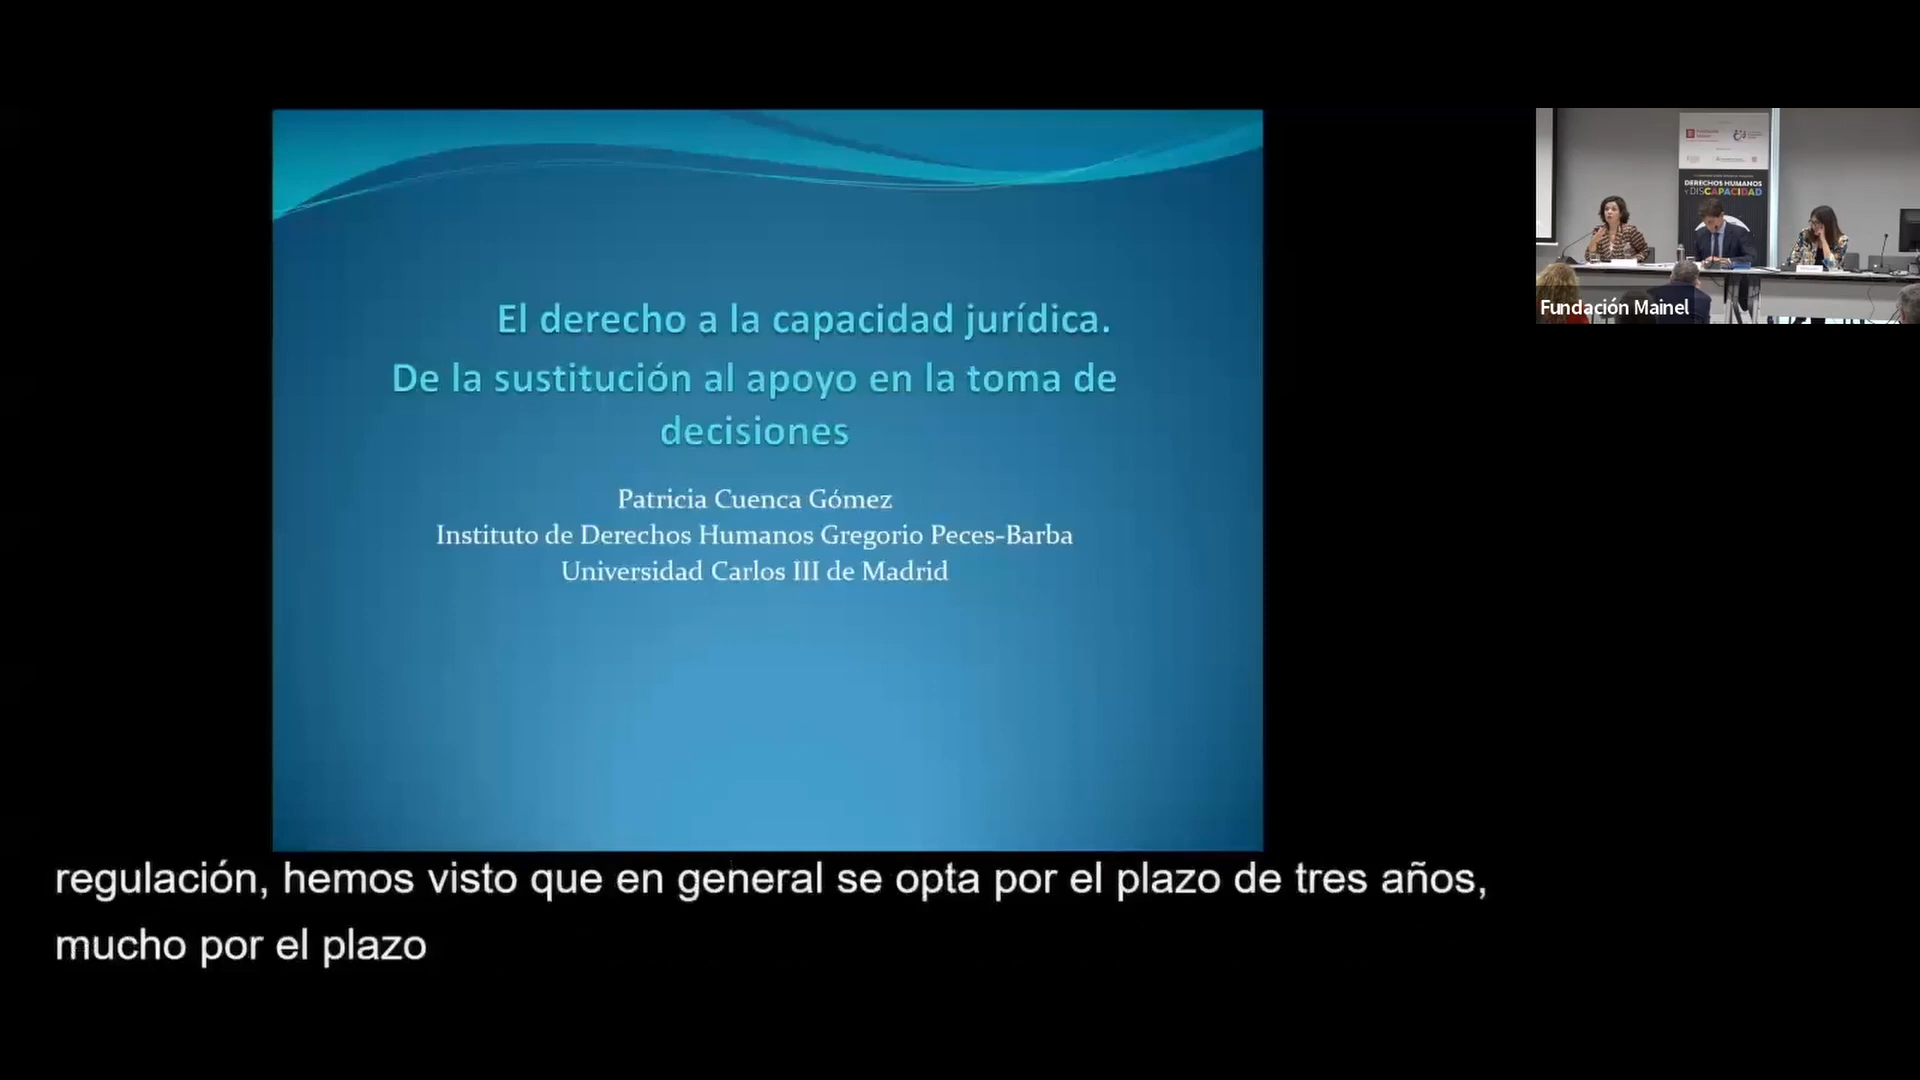 El derecho a la capacidad jurídica.
De la sustitución al apoyo en la toma de
decisiones
Patricia Cuenca Gómez
Instituto de Derechos Humanos Gregorio Peces-Barba
Universidad Carlos III de Madrid
DERECHOS HUMANOS
Y DISCAPACIDAD
Fundación Mainel
regulación, hemos visto que en general se opta por el plazo de tres años,
mucho por el plazo